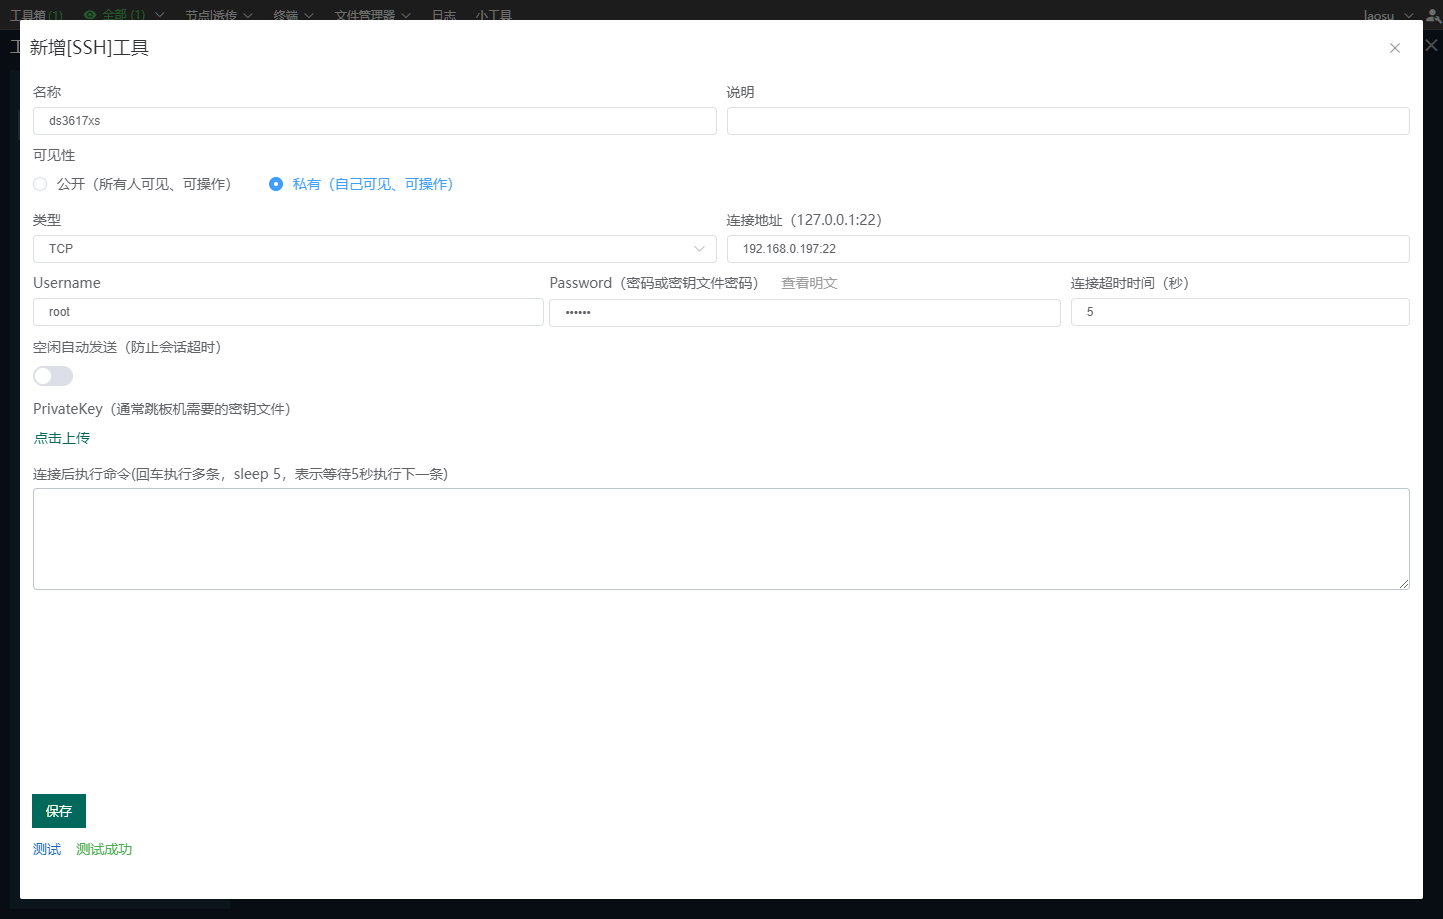 工具箱(1) 全部 (1) 节点|透传 终端 文件管理器 日志 小工具 laosu
新增[SSH]工具
名称 说明
ds3617xs
可见性
公开（所有人可见、可操作） 私有（自己可见、可操作）
类型 连接地址（127.0.0.1:22）
TCP 192.168.0.197:22
Username Password（密码或密钥文件密码） 查看明文 连接超时时间（秒）
root •••••• 5
空闲自动发送（防止会话超时）
PrivateKey（通常跳板机需要的密钥文件）
点击上传
连接后执行命令(回车执行多条，sleep 5，表示等待5秒执行下一条)
保存
测试 测试成功